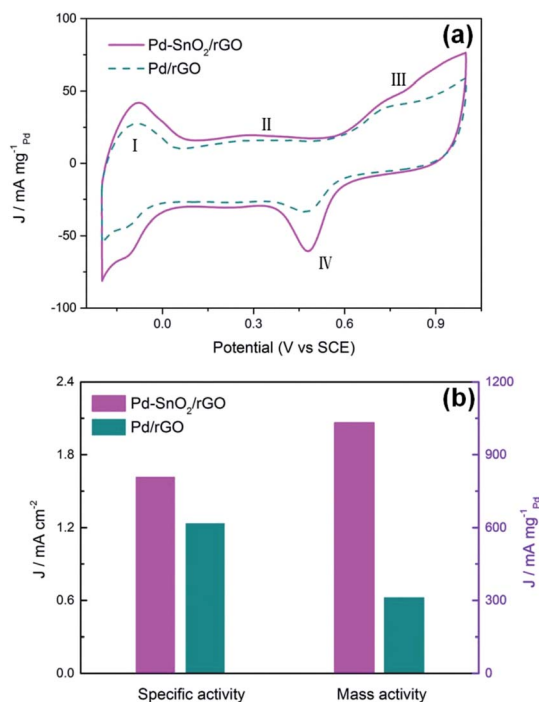 (a)
Pd-SnO₂/rGO
Pd/rGO
I
II
III
IV
100
50
0
-50
-100
J / mA mg⁻¹Pd
0.0
0.3
0.6
0.9
Potential (V vs SCE)
(b)
Pd-SnO₂/rGO
Pd/rGO
2.4
1.8
1.2
0.6
0.0
J / mA cm⁻²
1200
900
600
300
0
J / mA mg⁻¹Pd
Specific activity
Mass activity